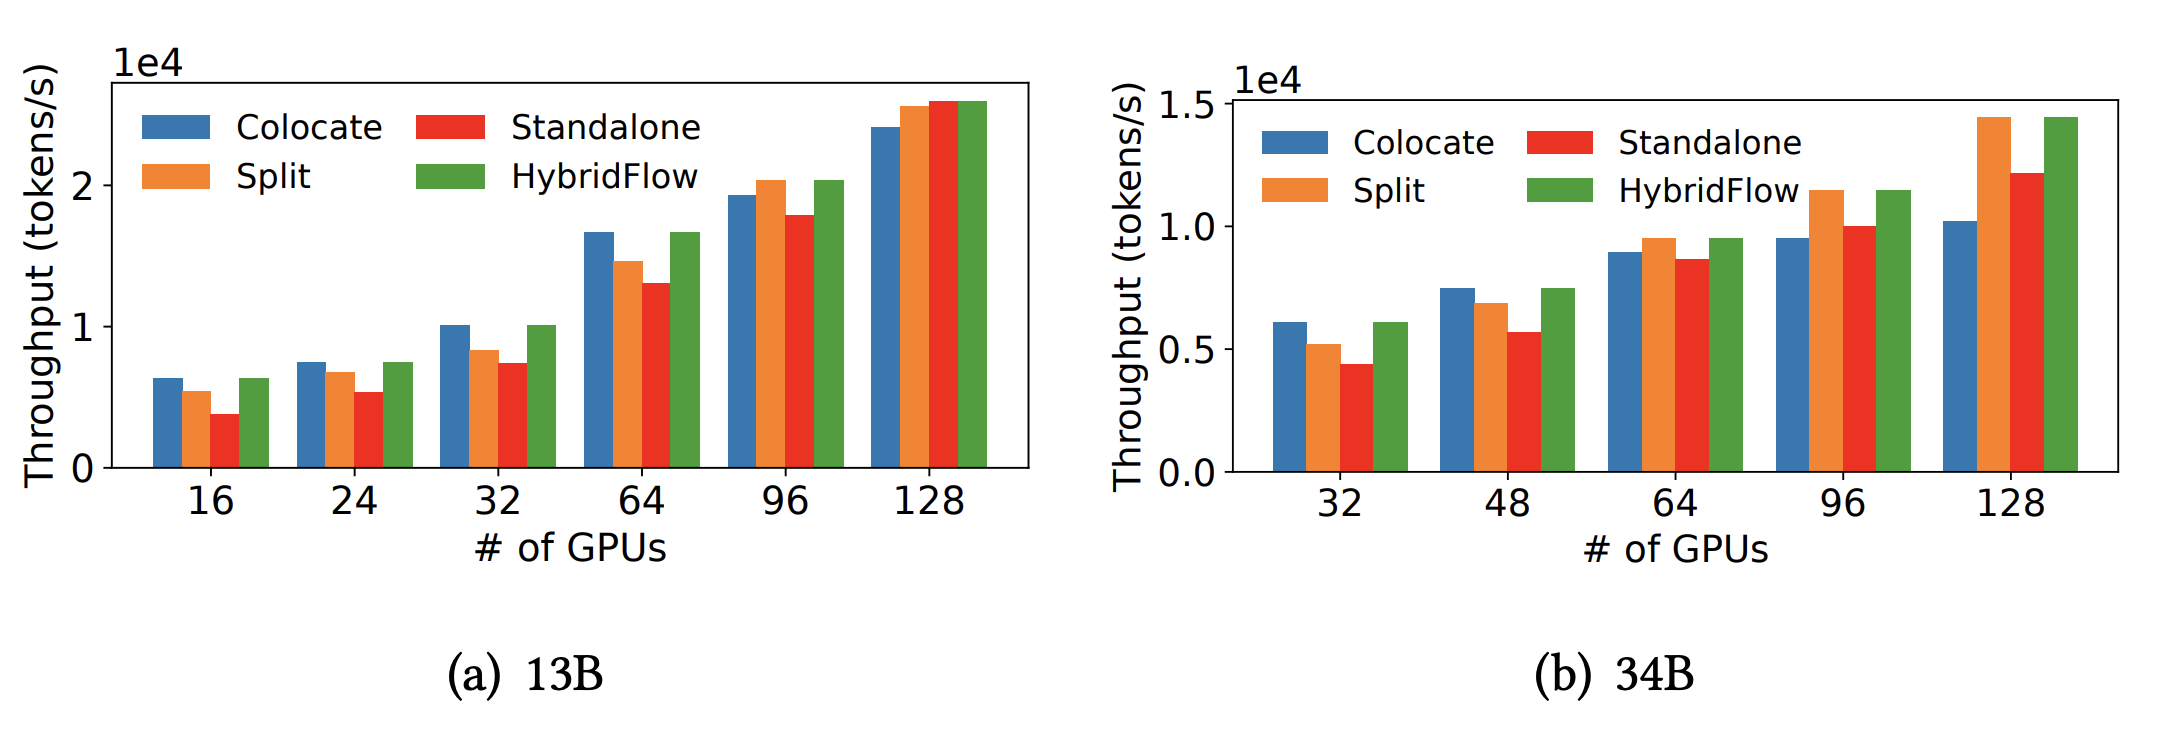 1e4
Throughput (tokens/s)
Colocate
Split
Standalone
HybridFlow
2
1
0
16 24 32 64 96 128
# of GPUs
(a) 13B
1e4
Throughput (tokens/s)
Colocate
Split
Standalone
HybridFlow
1.5
1.0
0.5
0.0
32 48 64 96 128
# of GPUs
(b) 34B